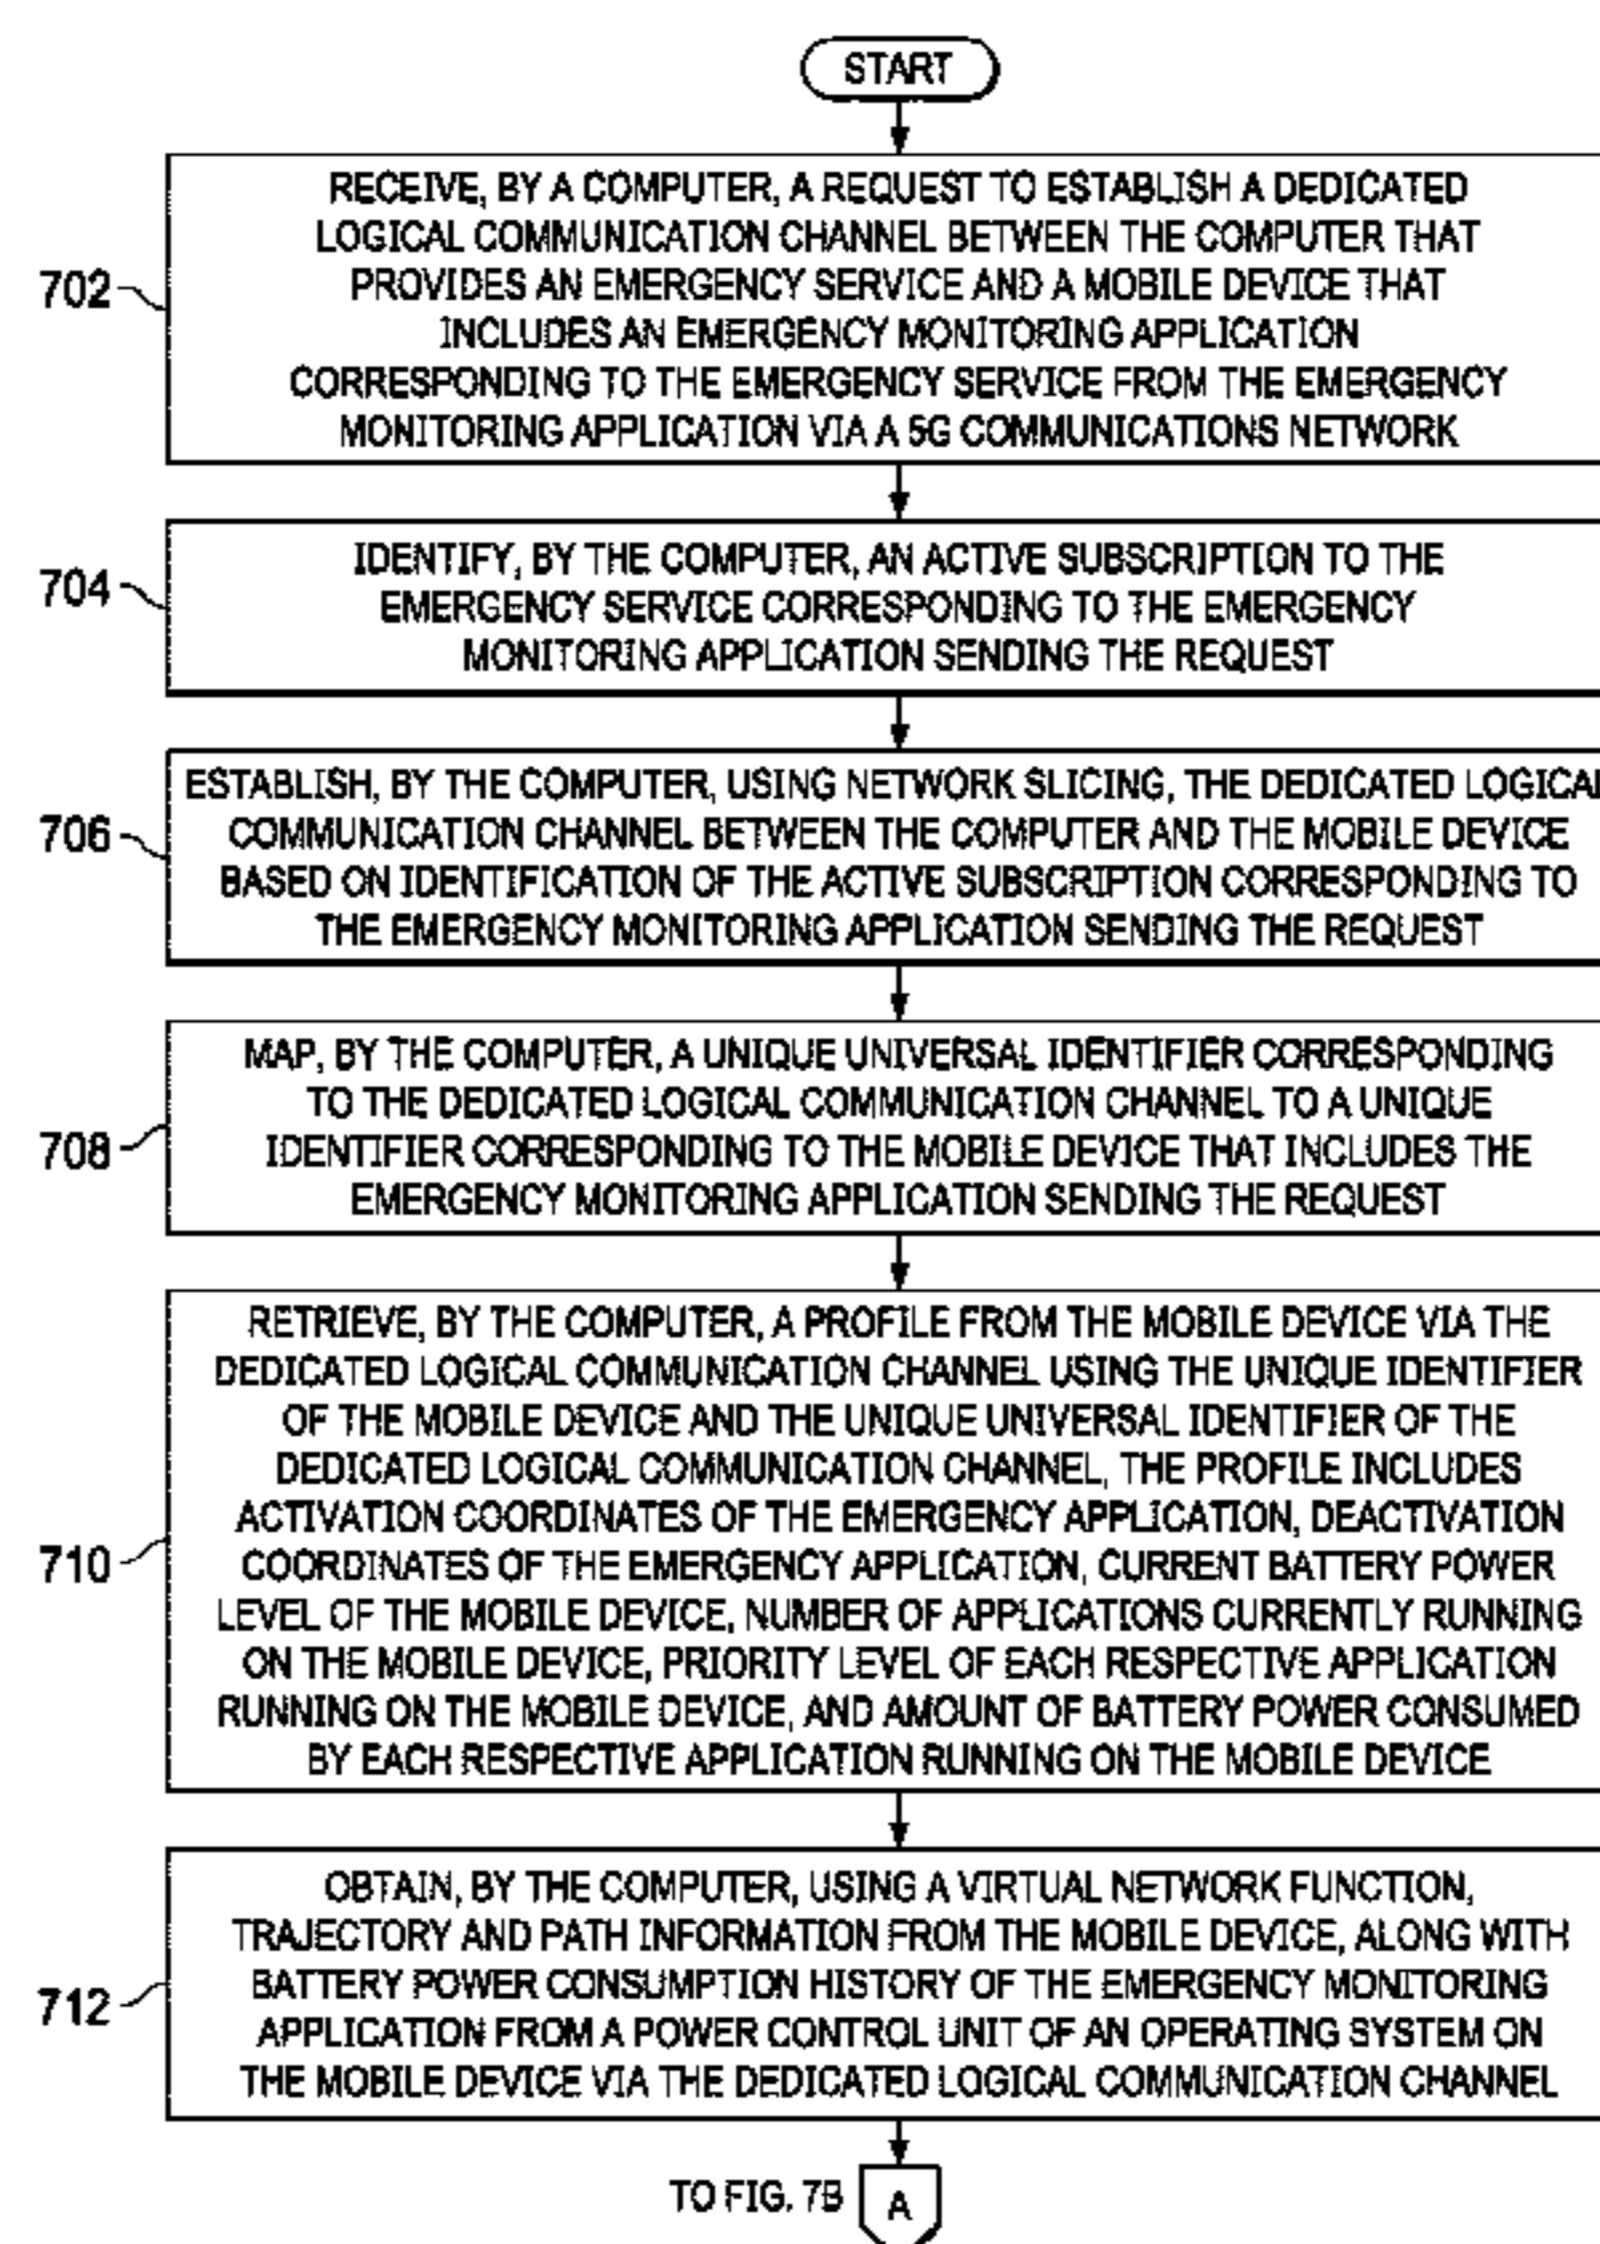 START
RECEIVE, BY A COMPUTER, A REQUEST TO ESTABLISH A DEDICATED
LOGICAL COMMUNICATION CHANNEL BETWEEN THE COMPUTER THAT
PROVIDES AN EMERGENCY SERVICE AND A MOBILE DEVICE THAT
INCLUDES AN EMERGENCY MONITORING APPLICATION
CORRESPONDING TO THE EMERGENCY SERVICE FROM THE EMERGENCY
MONITORING APPLICATION VIA A 5G COMMUNICATIONS NETWORK
702
IDENTIFY, BY THE COMPUTER, AN ACTIVE SUBSCRIPTION TO THE
EMERGENCY SERVICE CORRESPONDING TO THE EMERGENCY
MONITORING APPLICATION SENDING THE REQUEST
704
ESTABLISH, BY THE COMPUTER, USING NETWORK SLICING, THE DEDICATED LOGICAL
COMMUNICATION CHANNEL BETWEEN THE COMPUTER AND THE MOBILE DEVICE
BASED ON IDENTIFICATION OF THE ACTIVE SUBSCRIPTION CORRESPONDING TO
THE EMERGENCY MONITORING APPLICATION SENDING THE REQUEST
706
MAP, BY THE COMPUTER, A UNIQUE UNIVERSAL IDENTIFIER CORRESPONDING
TO THE DEDICATED LOGICAL COMMUNICATION CHANNEL TO A UNIQUE
IDENTIFIER CORRESPONDING TO THE MOBILE DEVICE THAT INCLUDES THE
EMERGENCY MONITORING APPLICATION SENDING THE REQUEST
708
RETRIEVE, BY THE COMPUTER, A PROFILE FROM THE MOBILE DEVICE VIA THE
DEDICATED LOGICAL COMMUNICATION CHANNEL USING THE UNIQUE IDENTIFIER
OF THE MOBILE DEVICE AND THE UNIQUE UNIVERSAL IDENTIFIER OF THE
DEDICATED LOGICAL COMMUNICATION CHANNEL, THE PROFILE INCLUDES
ACTIVATION COORDINATES OF THE EMERGENCY APPLICATION, DEACTIVATION
COORDINATES OF THE EMERGENCY APPLICATION, CURRENT BATTERY POWER
LEVEL OF THE MOBILE DEVICE, NUMBER OF APPLICATIONS CURRENTLY RUNNING
ON THE MOBILE DEVICE, PRIORITY LEVEL OF EACH RESPECTIVE APPLICATION
RUNNING ON THE MOBILE DEVICE, AND AMOUNT OF BATTERY POWER CONSUMED
BY EACH RESPECTIVE APPLICATION RUNNING ON THE MOBILE DEVICE
710
OBTAIN, BY THE COMPUTER, USING A VIRTUAL NETWORK FUNCTION,
TRAJECTORY AND PATH INFORMATION FROM THE MOBILE DEVICE, ALONG WITH
BATTERY POWER CONSUMPTION HISTORY OF THE EMERGENCY MONITORING
APPLICATION FROM A POWER CONTROL UNIT OF AN OPERATING SYSTEM ON
THE MOBILE DEVICE VIA THE DEDICATED LOGICAL COMMUNICATION CHANNEL
712
TO FIG. 7B
A